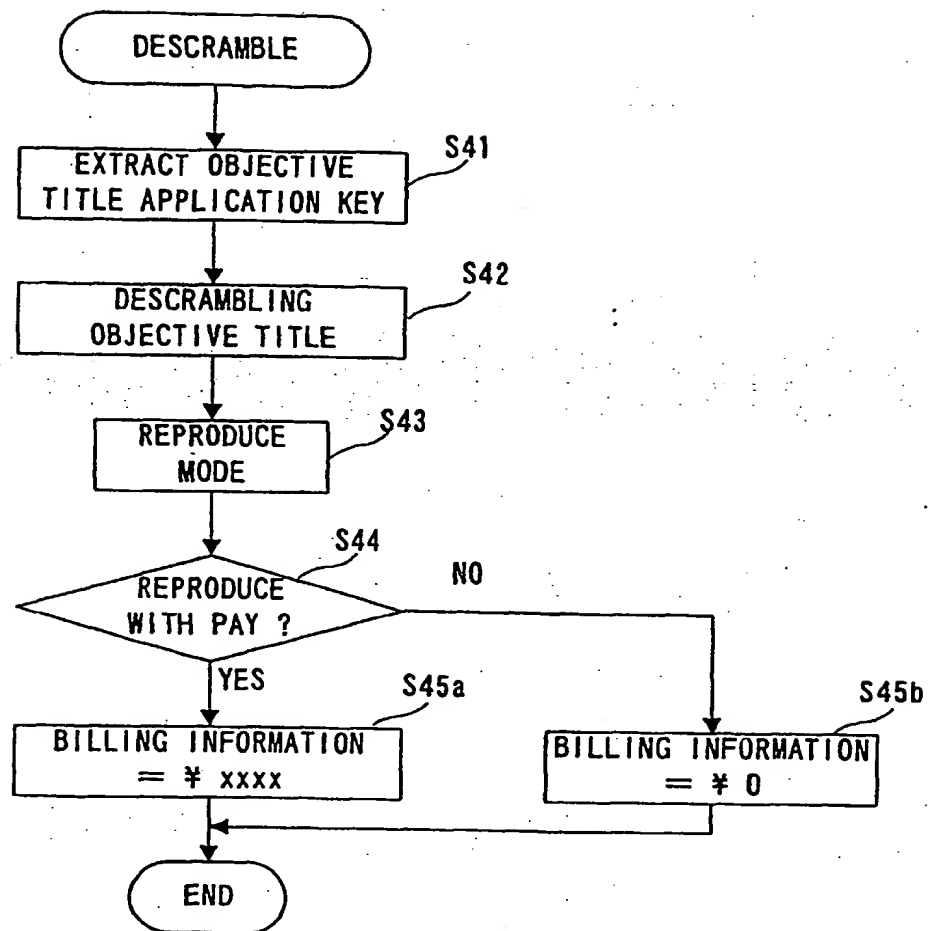 DESCRAMBLE
S41
EXTRACT OBJECTIVE
TITLE APPLICATION KEY
S42
DESCRAMBLING
OBJECTIVE TITLE
S43
REPRODUCE
MODE
S44
REPRODUCE
WITH PAY ?
NO
YES
S45a
BILLING INFORMATION
= ¥ xxxx
S45b
BILLING INFORMATION
= ¥ 0
END